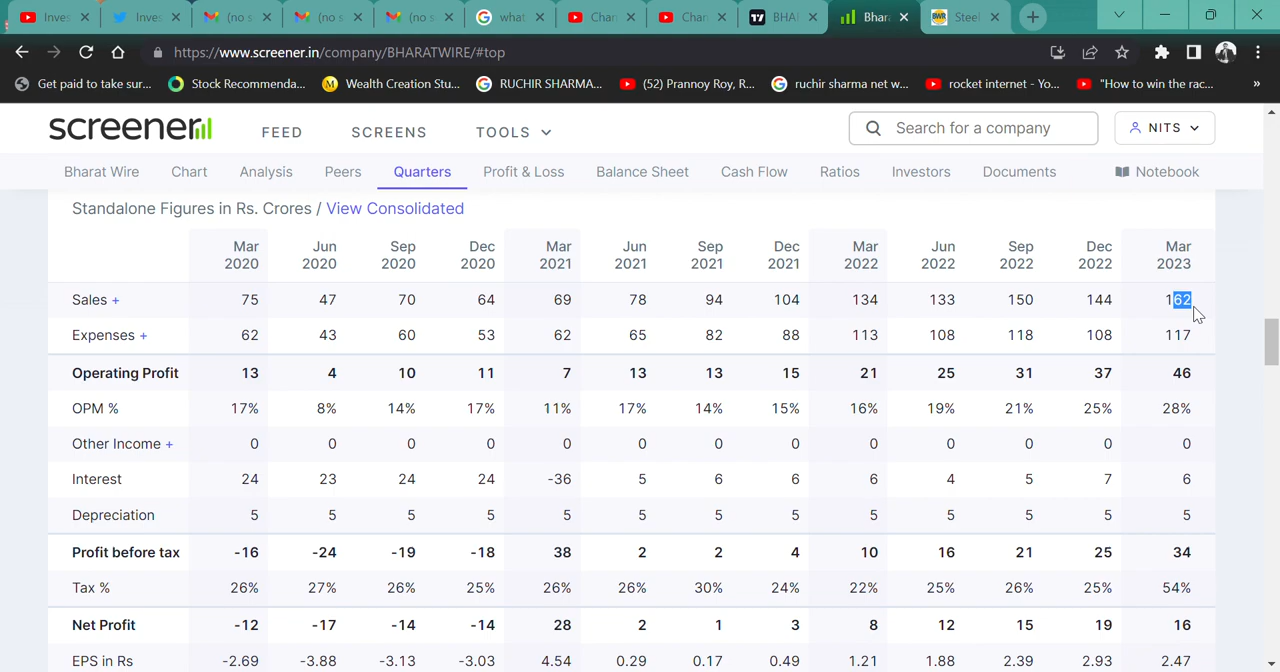 Inves
Inves
(no s
(no s
(no s
what
Chan
Chan
BHAI
Bhara
Steel
https://www.screener.in/company/BHARATWIRE/#top
Get paid to take sur...
Stock Recommenda...
Wealth Creation Stu...
RUCHIR SHARMA...
(52) Prannoy Roy, R...
ruchir sharma net w...
rocket internet - Yo...
"How to win the rac...
»
screener
FEED
SCREENS
TOOLS
Search for a company
NITS
Bharat Wire
Chart
Analysis
Peers
Quarters
Profit & Loss
Balance Sheet
Cash Flow
Ratios
Investors
Documents
Notebook
Standalone Figures in Rs. Crores / View Consolidated
Mar Jun Sep Dec Mar Jun Sep Dec Mar Jun Sep Dec Mar
2020 2020 2020 2020 2021 2021 2021 2021 2022 2022 2022 2022 2023
Sales + 75 47 70 64 69 78 94 104 134 133 150 144 162
Expenses + 62 43 60 53 62 65 82 88 113 108 118 108 117
Operating Profit 13 4 10 11 7 13 13 15 21 25 31 37 46
OPM % 17% 8% 14% 17% 11% 17% 14% 15% 16% 19% 21% 25% 28%
Other Income + 0 0 0 0 0 0 0 0 0 0 0 0 0
Interest 24 23 24 24 -36 5 6 6 6 4 5 7 6
Depreciation 5 5 5 5 5 5 5 5 5 5 5 5 5
Profit before tax -16 -24 -19 -18 38 2 2 4 10 16 21 25 34
Tax % 26% 27% 26% 25% 26% 26% 30% 24% 22% 25% 26% 25% 54%
Net Profit -12 -17 -14 -14 28 2 1 3 8 12 15 19 16
EPS in Rs -2.69 -3.88 -3.13 -3.03 4.54 0.29 0.17 0.49 1.21 1.88 2.39 2.93 2.47